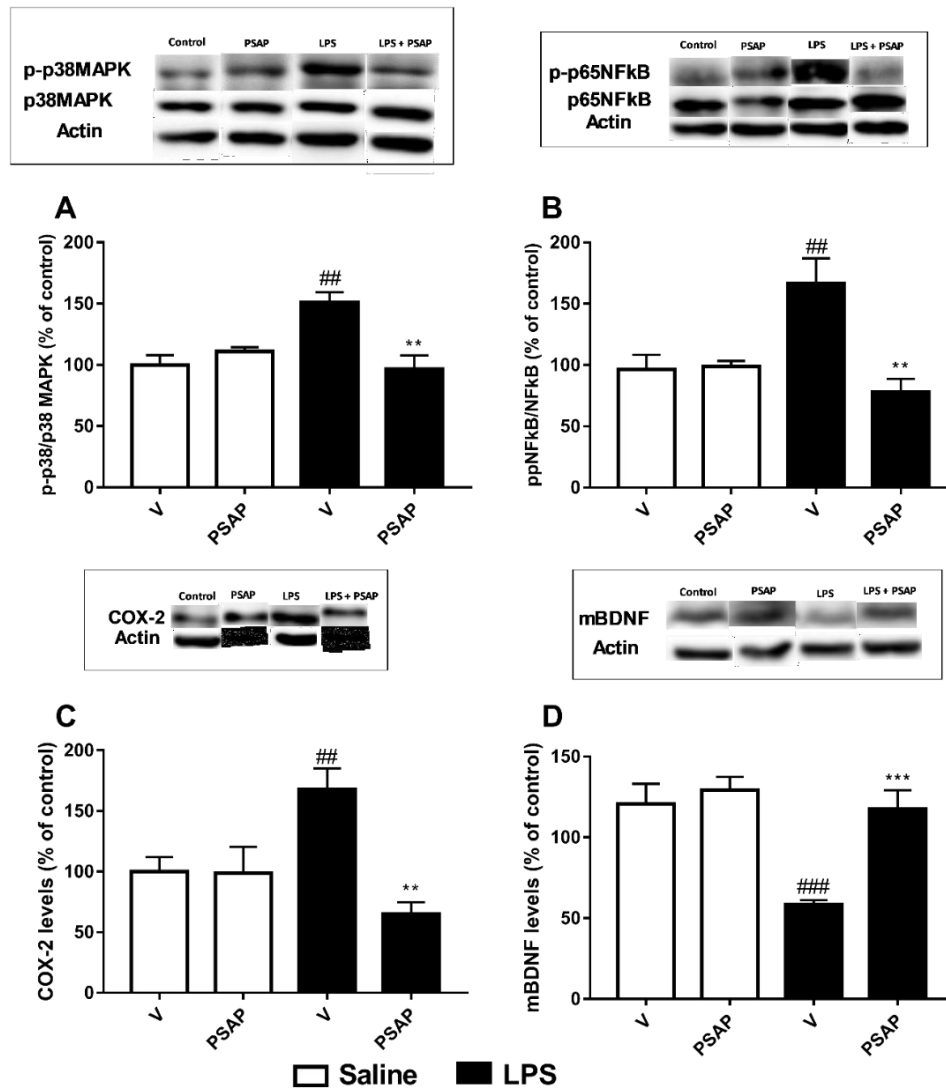 Control PSAP LPS LPS + PSAP
p-p38MAPK
p38MAPK
Actin
Control PSAP LPS LPS + PSAP
p-p65NFkB
p65NFkB
Actin
A
p-p38/p38 MAPK (% of control)
200
150
100
50
0
##
**
V PSAP V PSAP
B
ppNFkB/NFkB (% of control)
200
150
100
50
0
##
**
V PSAP V PSAP
Control PSAP LPS LPS + PSAP
COX-2
Actin
Control PSAP LPS LPS + PSAP
mBDNF
Actin
C
COX-2 levels (% of control)
200
150
100
50
0
##
**
V PSAP V PSAP
D
mBDNF levels (% of control)
150
100
50
0
###
***
V PSAP V PSAP
Saline LPS